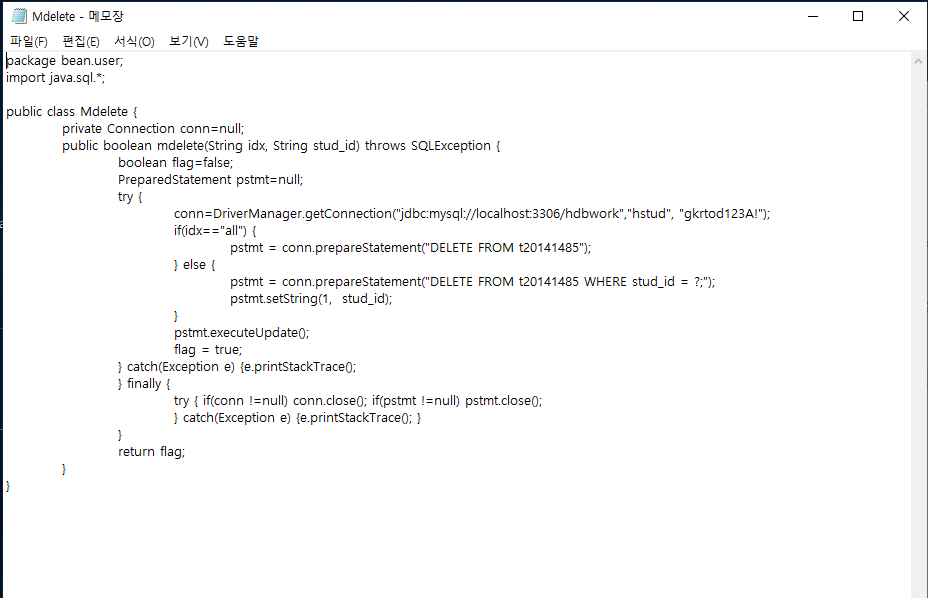 Mdelete - 메모장
파일(F) 편집(E) 서식(O) 보기(V) 도움말
package bean.user;
import java.sql.*;
public class Mdelete {
private Connection conn=null;
public boolean mdelete(String idx, String stud_id) throws SQLException {
boolean flag=false;
PreparedStatement pstmt=null;
try {
conn=DriverManager.getConnection("jdbc:mysql://localhost:3306/hdbwork","hstud", "gkrtod123A!");
if(idx=="all") {
pstmt = conn.prepareStatement("DELETE FROM t20141485");
} else {
pstmt = conn.prepareStatement("DELETE FROM t20141485 WHERE stud_id = ?;");
pstmt.setString(1, stud_id);
}
pstmt.executeUpdate();
flag = true;
} catch(Exception e) {e.printStackTrace();
} finally {
try { if(conn !=null) conn.close(); if(pstmt !=null) pstmt.close();
} catch(Exception e) {e.printStackTrace(); }
}
return flag;
}
}